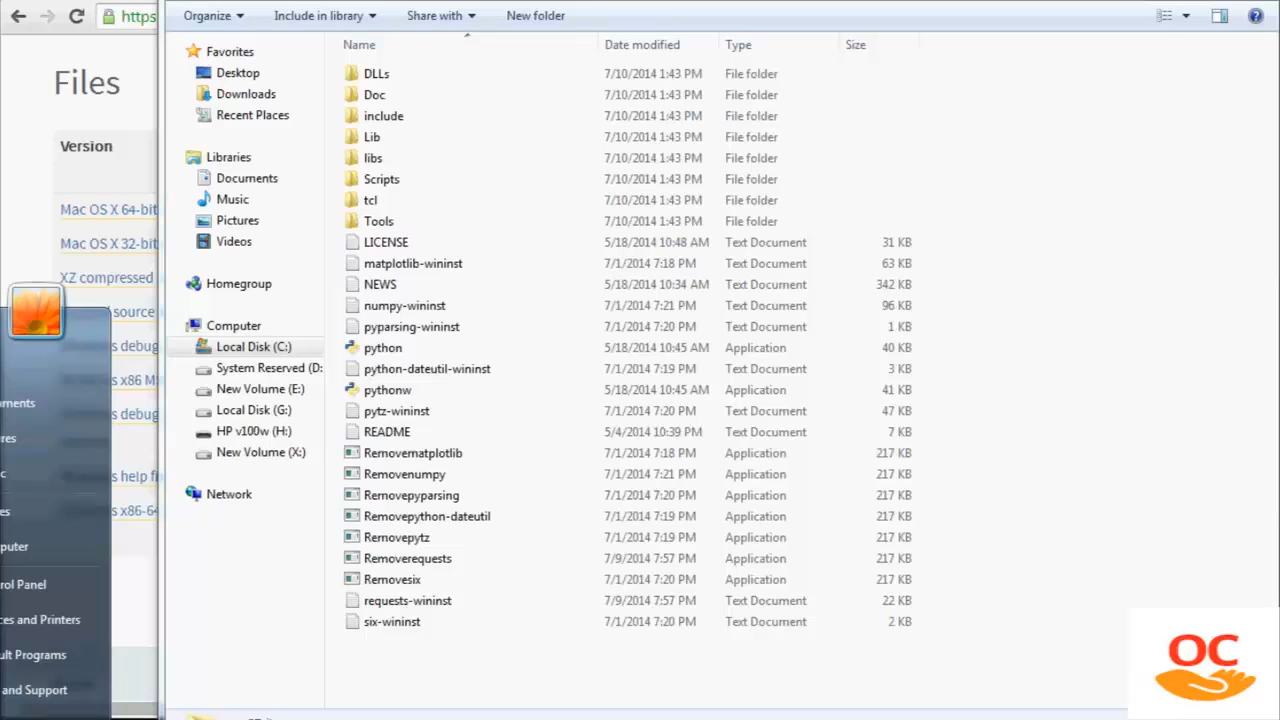 https
Files
Version
Mac OS X 64-bit
Mac OS X 32-bit
XZ compressed
source
debug
x86 M
debug
help fi
x86-64
Control Panel
and Support
Organize
Include in library
Share with
New folder
Favorites
Desktop
Downloads
Recent Places
Libraries
Documents
Music
Pictures
Videos
Homegroup
Computer
Local Disk (C:)
System Reserved (D:
New Volume (E:)
Local Disk (G:)
HP v100w (H:)
New Volume (X:)
Network
Name Date modified Type Size
DLLs 7/10/2014 1:43 PM File folder
Doc 7/10/2014 1:43 PM File folder
include 7/10/2014 1:43 PM File folder
Lib 7/10/2014 1:43 PM File folder
libs 7/10/2014 1:43 PM File folder
Scripts 7/10/2014 1:43 PM File folder
tcl 7/10/2014 1:43 PM File folder
Tools 7/10/2014 1:43 PM File folder
LICENSE 5/18/2014 10:48 AM Text Document 31 KB
matplotlib-wininst 7/1/2014 7:18 PM Text Document 63 KB
NEWS 5/18/2014 10:34 AM Text Document 342 KB
numpy-wininst 7/1/2014 7:21 PM Text Document 96 KB
pyparsing-wininst 7/1/2014 7:20 PM Text Document 1 KB
python 5/18/2014 10:45 AM Application 40 KB
python-dateutil-wininst 7/1/2014 7:19 PM Text Document 3 KB
pythonw 5/18/2014 10:45 AM Application 41 KB
pytz-wininst 7/1/2014 7:20 PM Text Document 47 KB
README 5/4/2014 10:39 PM Text Document 7 KB
Removematplotlib 7/1/2014 7:18 PM Application 217 KB
Removenumpy 7/1/2014 7:21 PM Application 217 KB
Removepyparsing 7/1/2014 7:20 PM Application 217 KB
Removepython-dateutil 7/1/2014 7:19 PM Application 217 KB
Removepytz 7/1/2014 7:19 PM Application 217 KB
Removerequests 7/9/2014 7:57 PM Application 217 KB
Removesix 7/1/2014 7:20 PM Application 217 KB
requests-wininst 7/9/2014 7:57 PM Text Document 22 KB
six-wininst 7/1/2014 7:20 PM Text Document 2 KB
OC